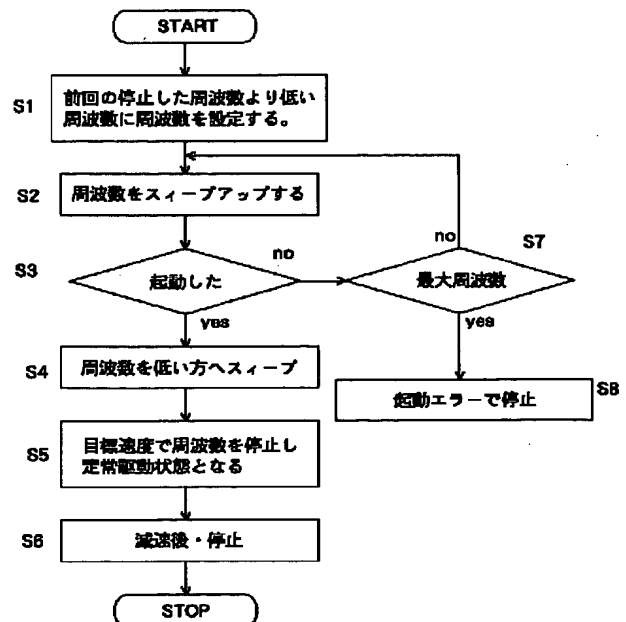 START
S1
前回の停止した周波数より低い
周波数に周波数を設定する。
S2
周波数をスィープアップする
S3
起動した
no
yes
no
S7
最大周波数
yes
S4
周波数を低い方へスィープ
S8
起動エラーで停止
S5
目標速度で周波数を停止し
定常駆動状態となる
S6
減速後・停止
STOP